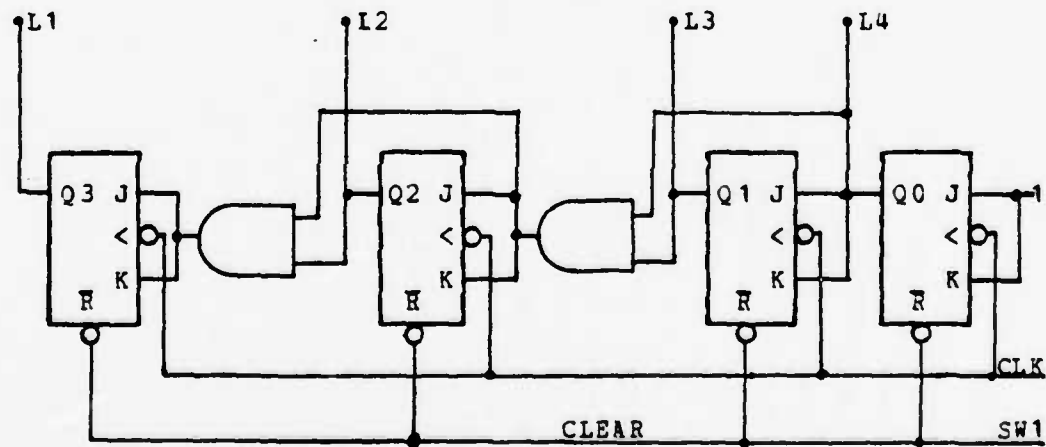 L1 L2 L3 L4
Q3 J Q2 J Q1 J Q0 J 1
< < < <
K K K K
R̅ R̅ R̅ R̅
CLK
CLEAR SW1